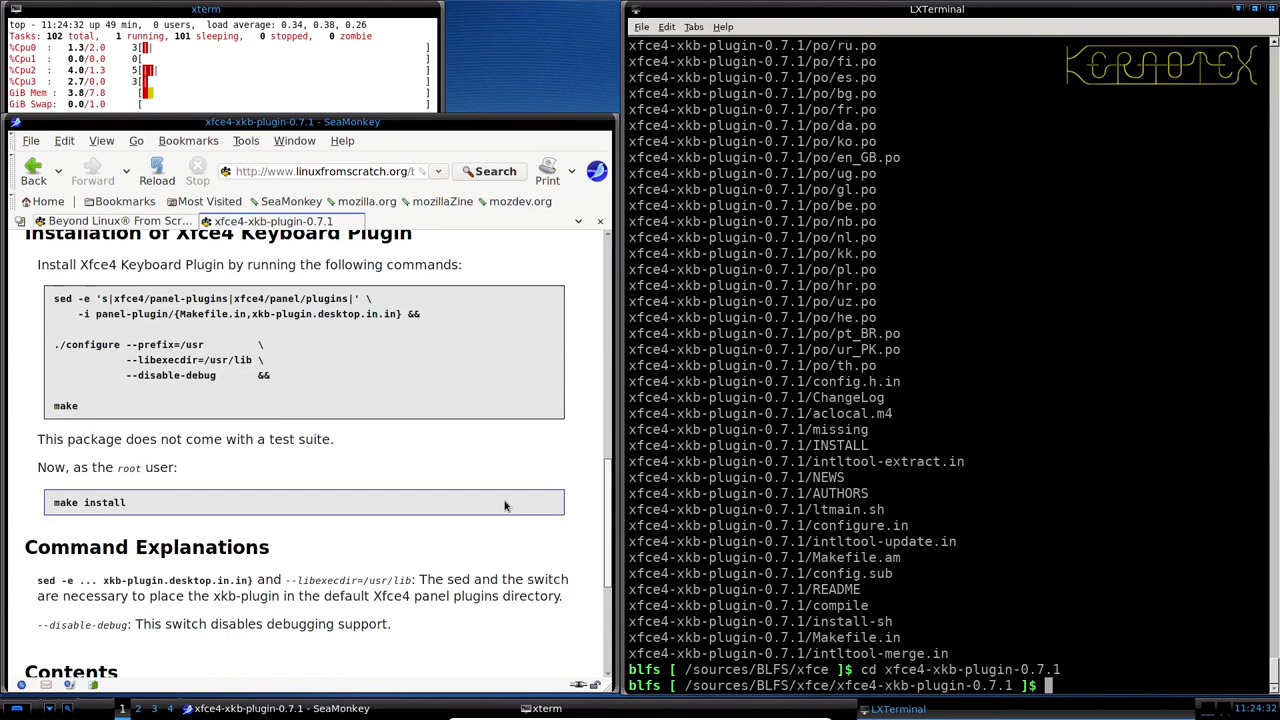 xterm
top - 11:24:32 up 49 min, 0 users, load average: 0.34, 0.38, 0.26
Tasks: 102 total, 1 running, 101 sleeping, 0 stopped, 0 zombie
%Cpu0 : 1.3/2.0 3[|| ]
%Cpu1 : 0.0/0.0 0[ ]
%Cpu2 : 4.0/1.3 5[||| ]
%Cpu3 : 2.7/0.0 3[| ]
GiB Mem : 3.8/7.8 [ ]
GiB Swap: 0.0/1.0 [ ]
xfce4-xkb-plugin-0.7.1 - SeaMonkey
File Edit View Go Bookmarks Tools Window Help
Back Forward Reload Stop http://www.linuxfromscratch.org/b Search Print
Home Bookmarks Most Visited SeaMonkey mozilla.org mozillaZine mozdev.org
Beyond Linux® From Scr... xfce4-xkb-plugin-0.7.1
Installation of Xfce4 Keyboard Plugin
Install Xfce4 Keyboard Plugin by running the following commands:
sed -e 's|xfce4/panel-plugins|xfce4/panel/plugins|' \
-i panel-plugin/{Makefile.in,xkb-plugin.desktop.in.in} &&
./configure --prefix=/usr \
--libexecdir=/usr/lib \
--disable-debug &&
make
This package does not come with a test suite.
Now, as the root user:
make install
Command Explanations
sed -e ... xkb-plugin.desktop.in.in} and --libexecdir=/usr/lib: The sed and the switch
are necessary to place the xkb-plugin in the default Xfce4 panel plugins directory.
--disable-debug: This switch disables debugging support.
Contents
LXTerminal
File Edit Tabs Help
KERAOTEX
xfce4-xkb-plugin-0.7.1/po/ru.po
xfce4-xkb-plugin-0.7.1/po/fi.po
xfce4-xkb-plugin-0.7.1/po/es.po
xfce4-xkb-plugin-0.7.1/po/bg.po
xfce4-xkb-plugin-0.7.1/po/fr.po
xfce4-xkb-plugin-0.7.1/po/da.po
xfce4-xkb-plugin-0.7.1/po/ko.po
xfce4-xkb-plugin-0.7.1/po/en_GB.po
xfce4-xkb-plugin-0.7.1/po/ug.po
xfce4-xkb-plugin-0.7.1/po/gl.po
xfce4-xkb-plugin-0.7.1/po/be.po
xfce4-xkb-plugin-0.7.1/po/nb.po
xfce4-xkb-plugin-0.7.1/po/nl.po
xfce4-xkb-plugin-0.7.1/po/kk.po
xfce4-xkb-plugin-0.7.1/po/pl.po
xfce4-xkb-plugin-0.7.1/po/hr.po
xfce4-xkb-plugin-0.7.1/po/uz.po
xfce4-xkb-plugin-0.7.1/po/he.po
xfce4-xkb-plugin-0.7.1/po/pt_BR.po
xfce4-xkb-plugin-0.7.1/po/ur_PK.po
xfce4-xkb-plugin-0.7.1/po/th.po
xfce4-xkb-plugin-0.7.1/config.h.in
xfce4-xkb-plugin-0.7.1/ChangeLog
xfce4-xkb-plugin-0.7.1/aclocal.m4
xfce4-xkb-plugin-0.7.1/missing
xfce4-xkb-plugin-0.7.1/INSTALL
xfce4-xkb-plugin-0.7.1/intltool-extract.in
xfce4-xkb-plugin-0.7.1/NEWS
xfce4-xkb-plugin-0.7.1/AUTHORS
xfce4-xkb-plugin-0.7.1/ltmain.sh
xfce4-xkb-plugin-0.7.1/configure.in
xfce4-xkb-plugin-0.7.1/intltool-update.in
xfce4-xkb-plugin-0.7.1/Makefile.am
xfce4-xkb-plugin-0.7.1/config.sub
xfce4-xkb-plugin-0.7.1/README
xfce4-xkb-plugin-0.7.1/compile
xfce4-xkb-plugin-0.7.1/install-sh
xfce4-xkb-plugin-0.7.1/Makefile.in
xfce4-xkb-plugin-0.7.1/intltool-merge.in
blfs [ /sources/BLFS/xfce ]$ cd xfce4-xkb-plugin-0.7.1
blfs [ /sources/BLFS/xfce/xfce4-xkb-plugin-0.7.1 ]$
1 2 3 4 xfce4-xkb-plugin-0.7.1 - SeaMonkey xterm LXTerminal 11:24:32